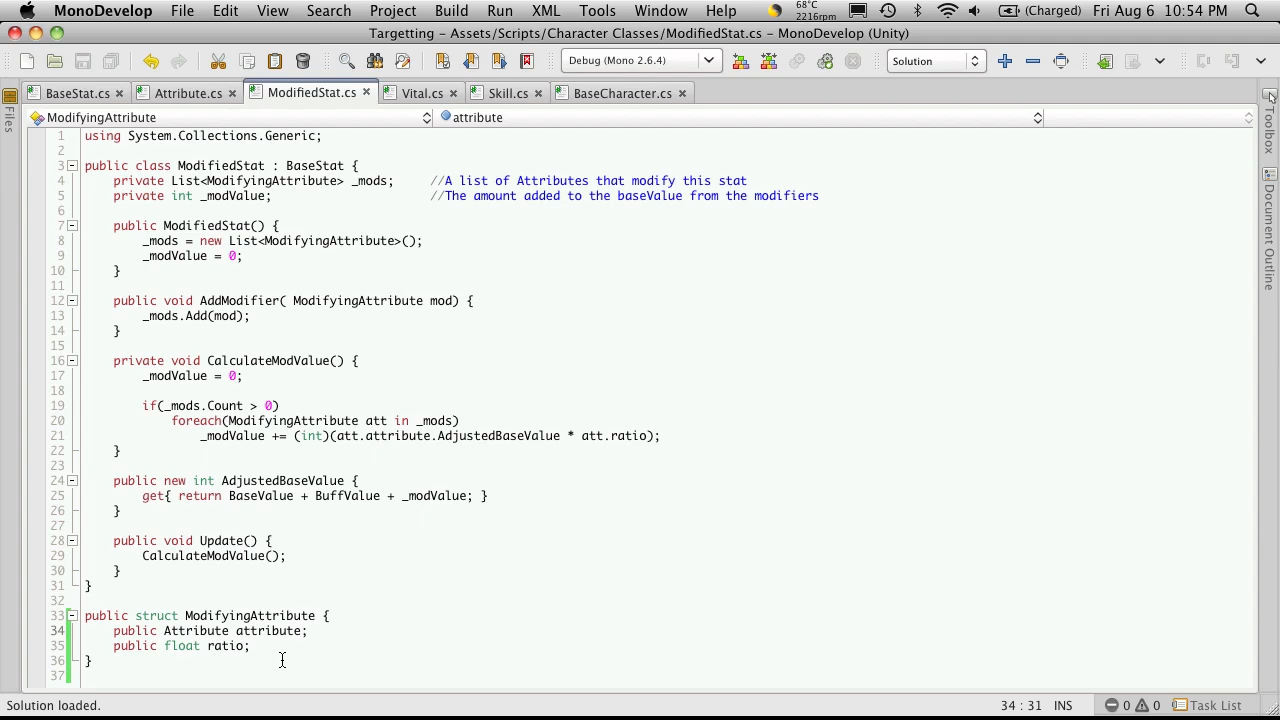 MonoDevelop File Edit View Search Project Build Run XML Tools Window Help 68°C 2216rpm (Charged) Fri Aug 6 10:54 PM
Targetting - Assets/Scripts/Character Classes/ModifiedStat.cs - MonoDevelop (Unity)
Debug (Mono 2.6.4) Solution
BaseStat.cs Attribute.cs ModifiedStat.cs Vital.cs Skill.cs BaseCharacter.cs
ModifyingAttribute attribute
Files
1 using System.Collections.Generic;
2
3 public class ModifiedStat : BaseStat {
4 private List<ModifyingAttribute> _mods; //A list of Attributes that modify this stat
5 private int _modValue; //The amount added to the baseValue from the modifiers
6
7 public ModifiedStat() {
8 _mods = new List<ModifyingAttribute>();
9 _modValue = 0;
10 }
11
12 public void AddModifier( ModifyingAttribute mod) {
13 _mods.Add(mod);
14 }
15
16 private void CalculateModValue() {
17 _modValue = 0;
18
19 if(_mods.Count > 0)
20 foreach(ModifyingAttribute att in _mods)
21 _modValue += (int)(att.attribute.AdjustedBaseValue * att.ratio);
22 }
23
24 public new int AdjustedBaseValue {
25 get{ return BaseValue + BuffValue + _modValue; }
26 }
27
28 public void Update() {
29 CalculateModValue();
30 }
31 }
32
33 public struct ModifyingAttribute {
34 public Attribute attribute;
35 public float ratio;
36 }
37
Toolbox
Document Outline
Solution loaded. 34 : 31 INS 0 0 Task List